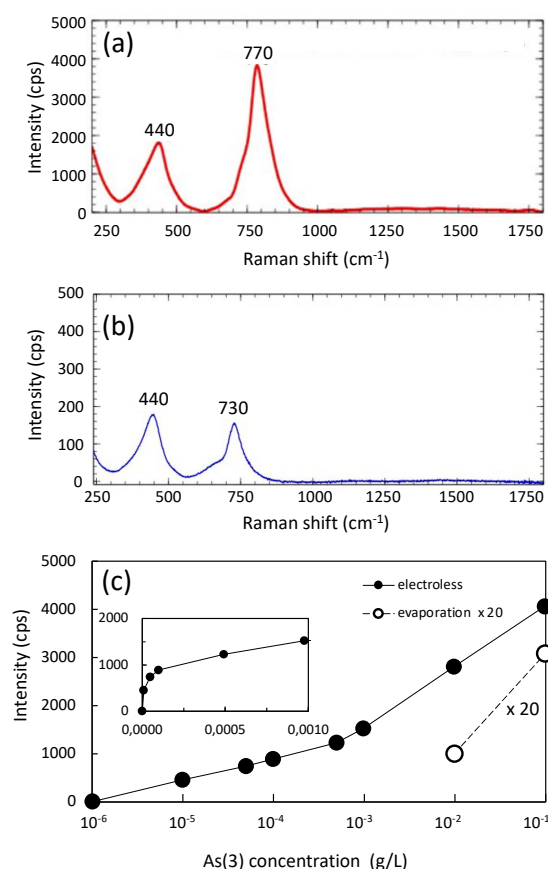 (a)
5000
4000
3000
2000
1000
0
Intensity (cps)
440
770
250 500 750 1000 1250 1500 1750
Raman shift (cm⁻¹)
(b)
500
400
300
200
100
0
Intensity (cps)
440
730
250 500 750 1000 1250 1500 1750
Raman shift (cm⁻¹)
(c)
5000
4000
3000
2000
1000
0
Intensity (cps)
electroless
evaporation x 20
2000
1000
0
0,0000 0,0005 0,0010
x 20
10⁻⁶ 10⁻⁵ 10⁻⁴ 10⁻³ 10⁻² 10⁻¹
As(3) concentration (g/L)